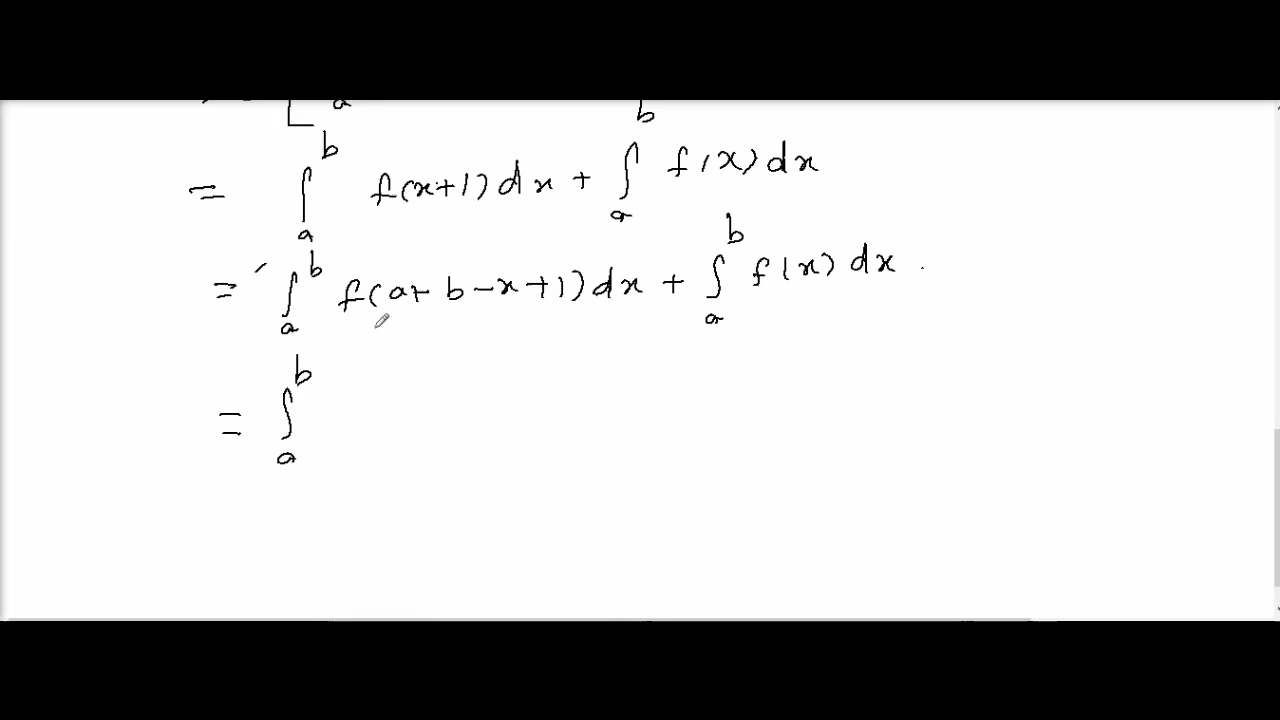 = ∫_a^b f(x+1) dx + ∫_a^b f(x) dx
= ∫_a^b f(a+b-x+1) dx + ∫_a^b f(x) dx
= ∫_a^b